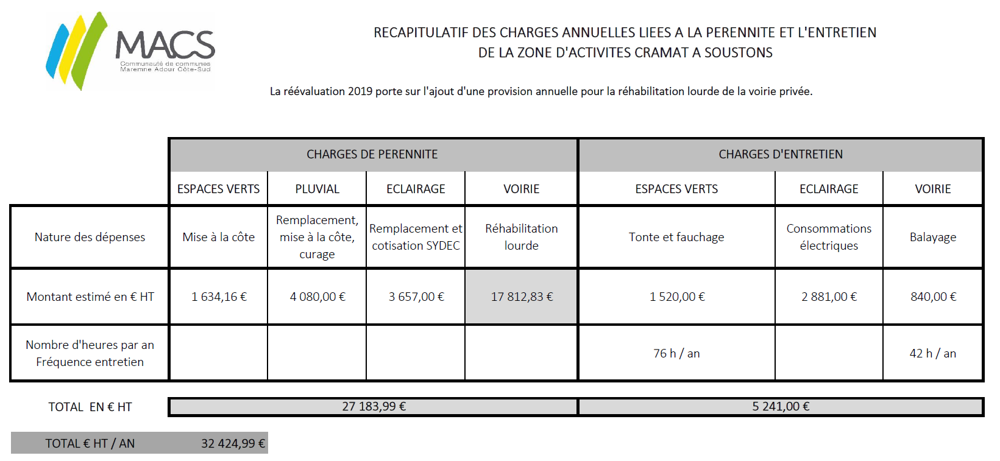 MACS
Communauté de communes
Maremne Adour Côte-Sud
RECAPITULATIF DES CHARGES ANNUELLES LIEES A LA PERENNITE ET L'ENTRETIEN
DE LA ZONE D'ACTIVITES CRAMAT A SOUSTONS
La réévaluation 2019 porte sur l'ajout d'une provision annuelle pour la réhabilitation lourde de la voirie privée.
CHARGES DE PERENNITE CHARGES D'ENTRETIEN
ESPACES VERTS PLUVIAL ECLAIRAGE VOIRIE ESPACES VERTS ECLAIRAGE VOIRIE
Nature des dépenses
Mise à la côte
Remplacement,
mise à la côte,
curage
Remplacement et
cotisation SYDEC
Réhabilitation
lourde
Tonte et fauchage
Consommations
électriques
Balayage
Montant estimé en € HT 1 634,16 € 4 080,00 € 3 657,00 € 17 812,83 € 1 520,00 € 2 881,00 € 840,00 €
Nombre d'heures par an
Fréquence entretien
76 h / an 42 h / an
TOTAL EN € HT 27 183,99 € 5 241,00 €
TOTAL € HT / AN 32 424,99 €